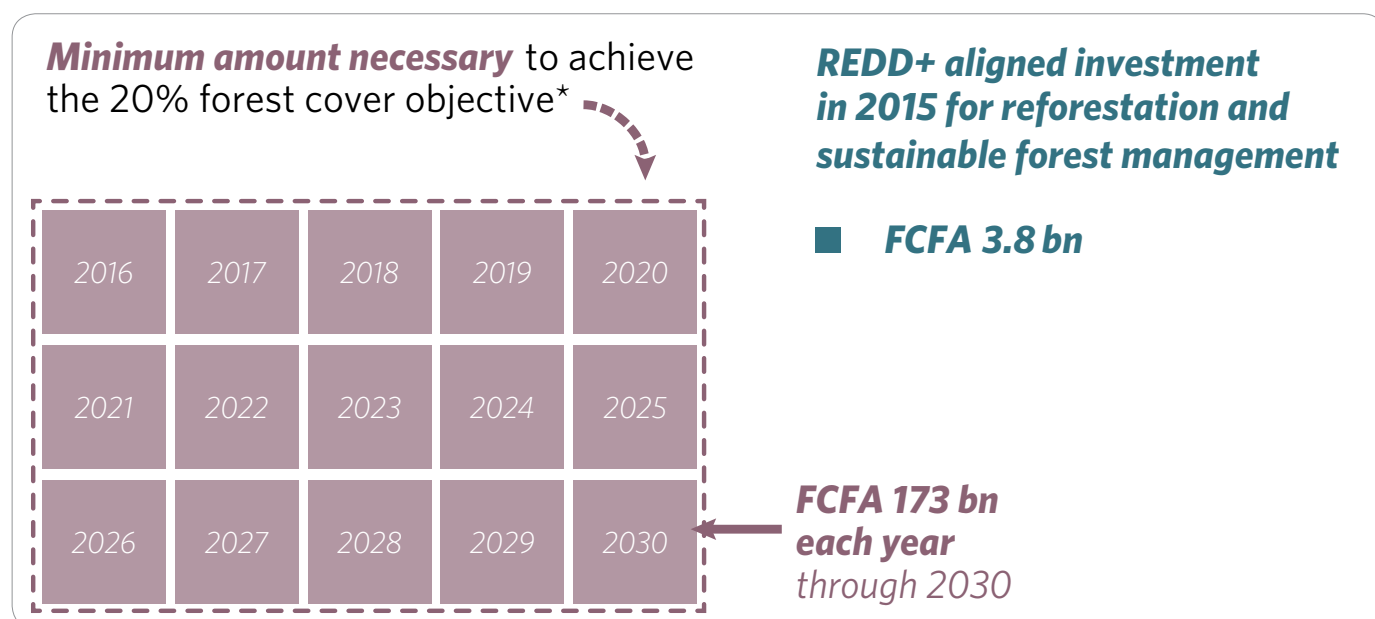 Minimum amount necessary to achieve
the 20% forest cover objective*
REDD+ aligned investment
in 2015 for reforestation and
sustainable forest management
FCFA 3.8 bn
2016 2017 2018 2019 2020
2021 2022 2023 2024 2025
2026 2027 2028 2029 2030
FCFA 173 bn
each year
through 2030